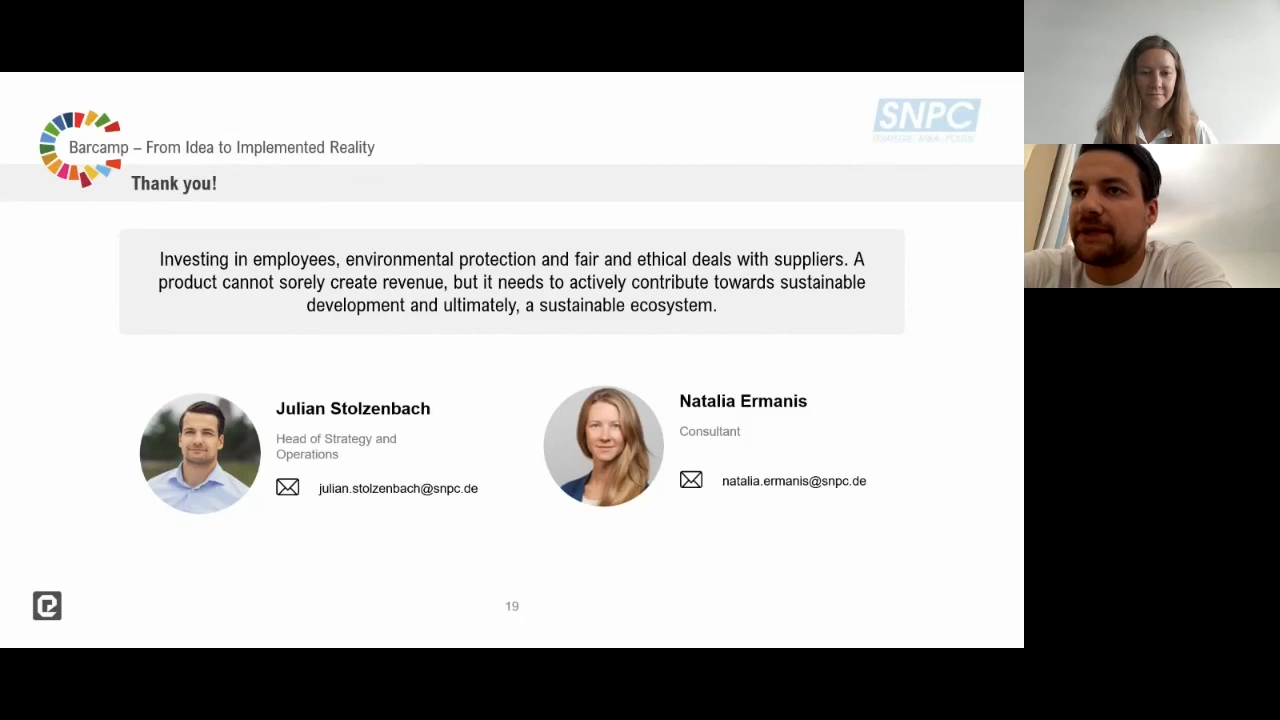 SNPC
Barcamp – From Idea to Implemented Reality
Thank you!
Investing in employees, environmental protection and fair and ethical deals with suppliers. A
product cannot sorely create revenue, but it needs to actively contribute towards sustainable
development and ultimately, a sustainable ecosystem.
Julian Stolzenbach
Head of Strategy and
Operations
julian.stolzenbach@snpc.de
Natalia Ermanis
Consultant
natalia.ermanis@snpc.de
19